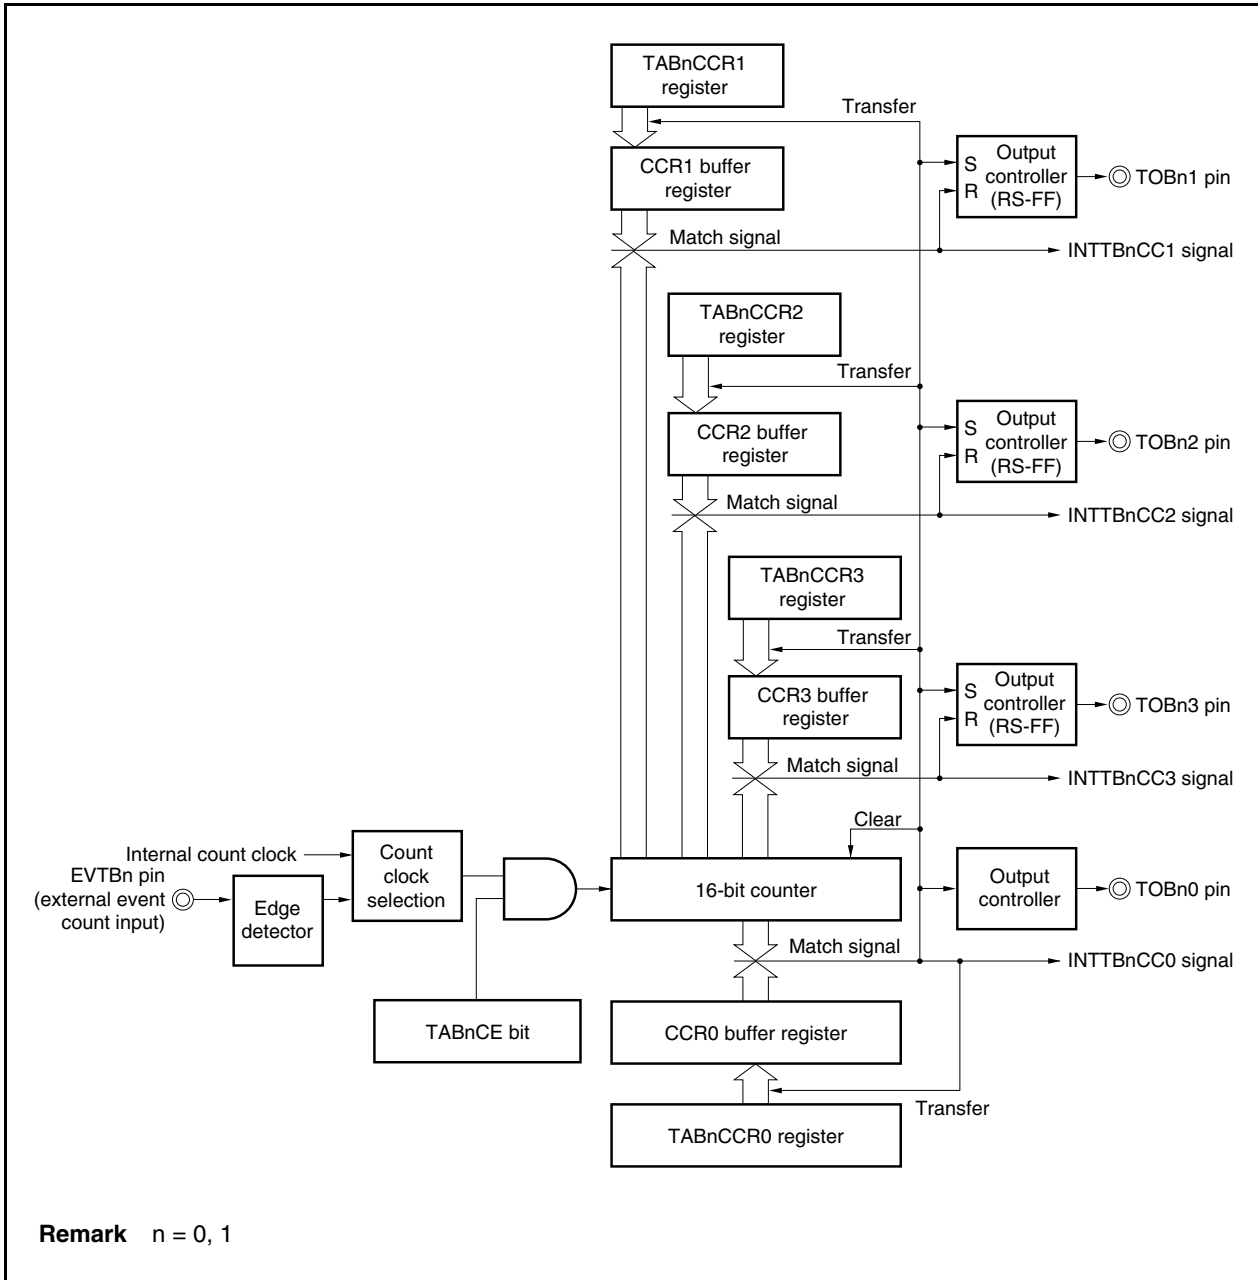 TABnCCR1
register
Transfer
CCR1 buffer
register
S
R
Output
controller
(RS-FF)
TOBn1 pin
Match signal
INTTBnCC1 signal
TABnCCR2
register
Transfer
CCR2 buffer
register
S
R
Output
controller
(RS-FF)
TOBn2 pin
Match signal
INTTBnCC2 signal
TABnCCR3
register
Transfer
CCR3 buffer
register
S
R
Output
controller
(RS-FF)
TOBn3 pin
Match signal
INTTBnCC3 signal
Clear
Internal count clock
EVTBn pin
(external event
count input)
Edge
detector
Count
clock
selection
16-bit counter
Output
controller
TOBn0 pin
Match signal
INTTBnCC0 signal
TABnCE bit
CCR0 buffer register
Transfer
TABnCCR0 register
Remark n = 0, 1